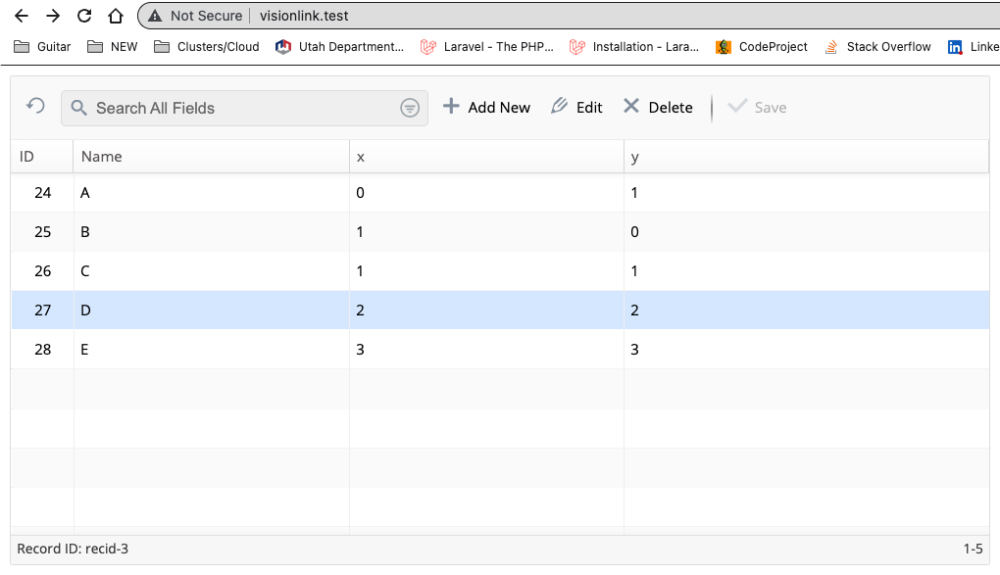 Not Secure visionlink.test
Guitar NEW Clusters/Cloud Utah Department... Laravel - The PHP... Installation - Lara... CodeProject Stack Overflow in Linke
Search All Fields Add New Edit Delete Save
ID Name x y
24 A 0 1
25 B 1 0
26 C 1 1
27 D 2 2
28 E 3 3
Record ID: recid-3 1-5